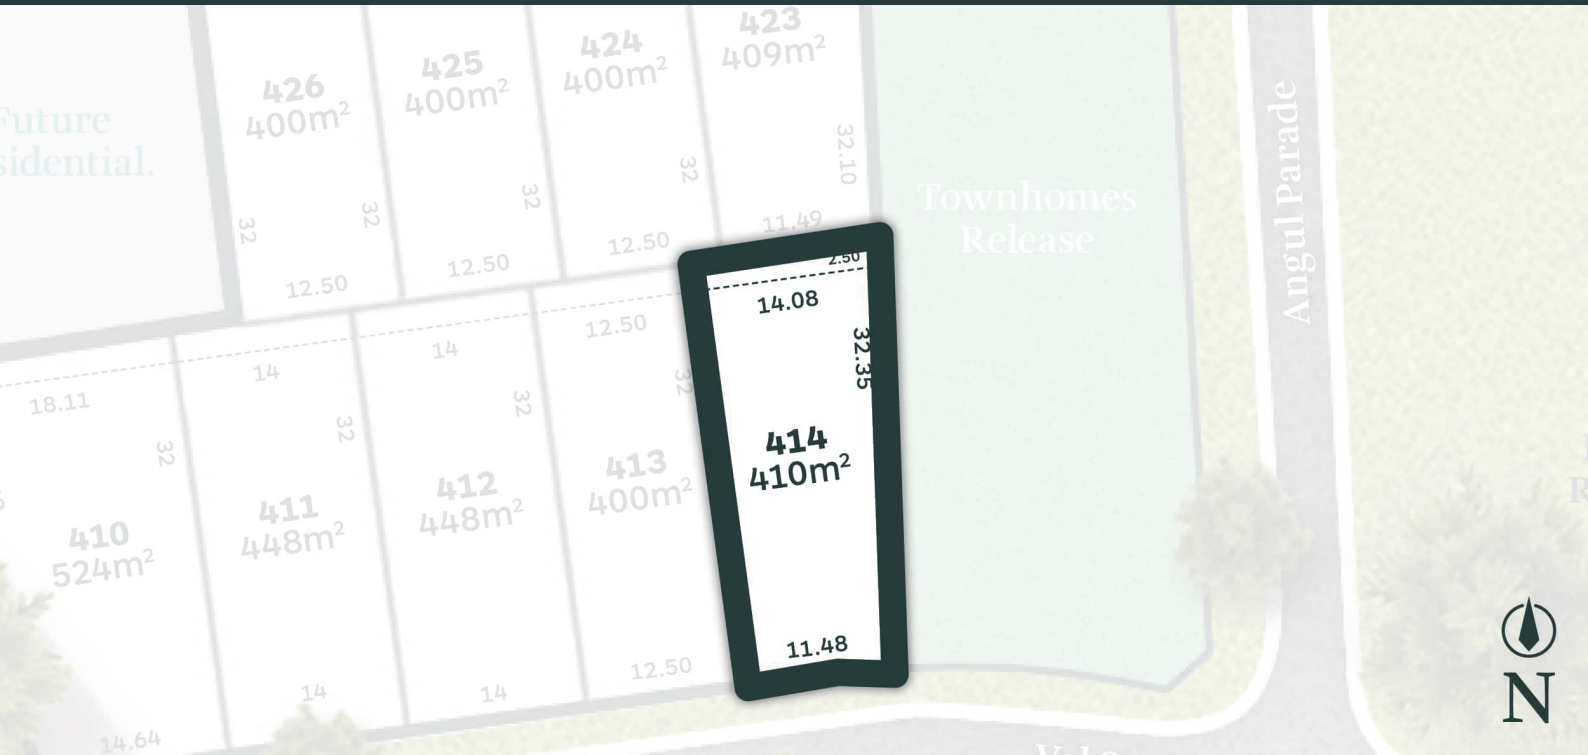 423
409m²
424
400m²
425
400m²
426
400m²
Future
sidential.
32.10
32
32
32
32
11.49
12.50
12.50
12.50
Townhomes
Release
Angul Parade
2.50
14.08
32.35
414
410m²
11.48
12.50
32
413
400m²
12.50
14
32
412
448m²
14
14
32
411
448m²
14
18.11
32
410
524m²
14.64
N